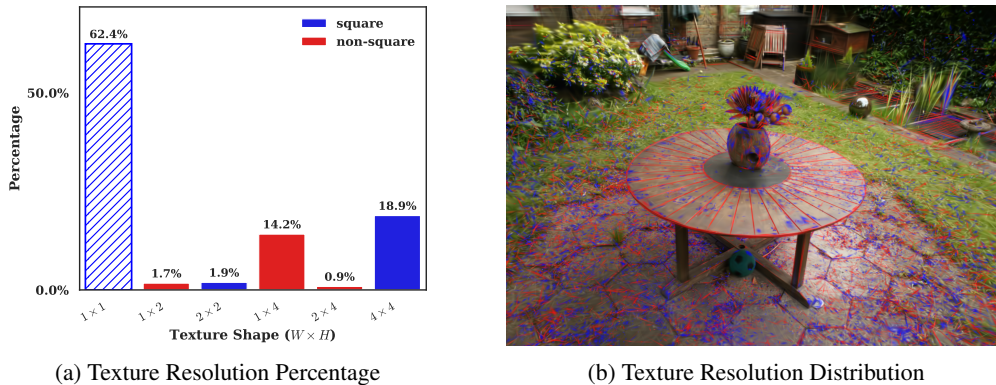 62.4%
square
non-square
50.0%
Percentage
18.9%
14.2%
1.7%
1.9%
0.9%
0.0%
1 × 1
1 × 2
2 × 2
1 × 4
2 × 4
4 × 4
Texture Shape (W × H)
(a) Texture Resolution Percentage
(b) Texture Resolution Distribution